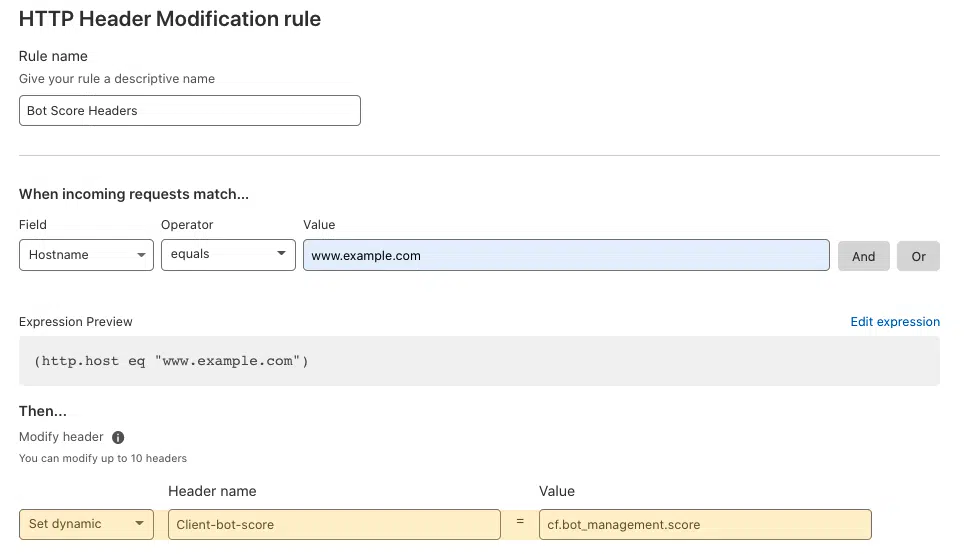 HTTP Header Modification rule
Rule name
Give your rule a descriptive name
Bot Score Headers
When incoming requests match...
Field Operator Value
Hostname equals www.example.com And Or
Expression Preview Edit expression
(http.host eq "www.example.com")
Then...
Modify header
You can modify up to 10 headers
Header name Value
Set dynamic Client-bot-score = cf.bot_management.score